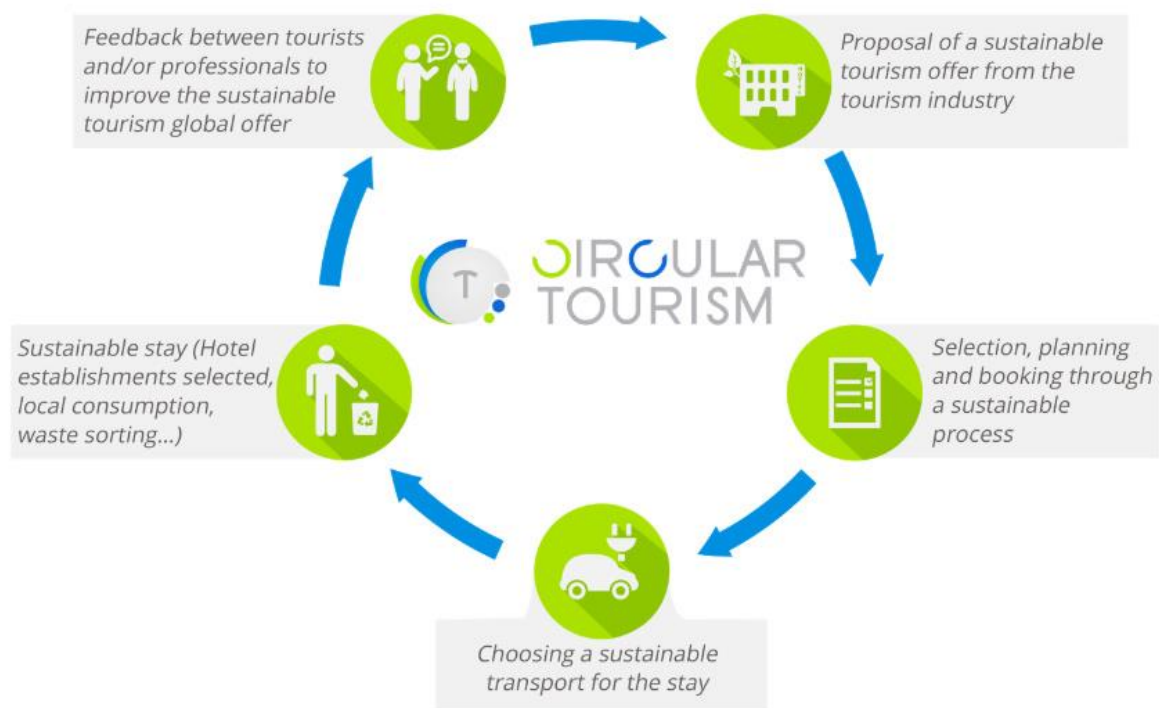 Feedback between tourists
and/or professionals to
improve the sustainable
tourism global offer
Proposal of a sustainable
tourism offer from the
tourism industry
Selection, planning
and booking through
a sustainable
process
Choosing a sustainable
transport for the stay
Sustainable stay (Hotel
establishments selected,
local consumption,
waste sorting...)
T
CIRCULAR
TOURISM
HOTEL